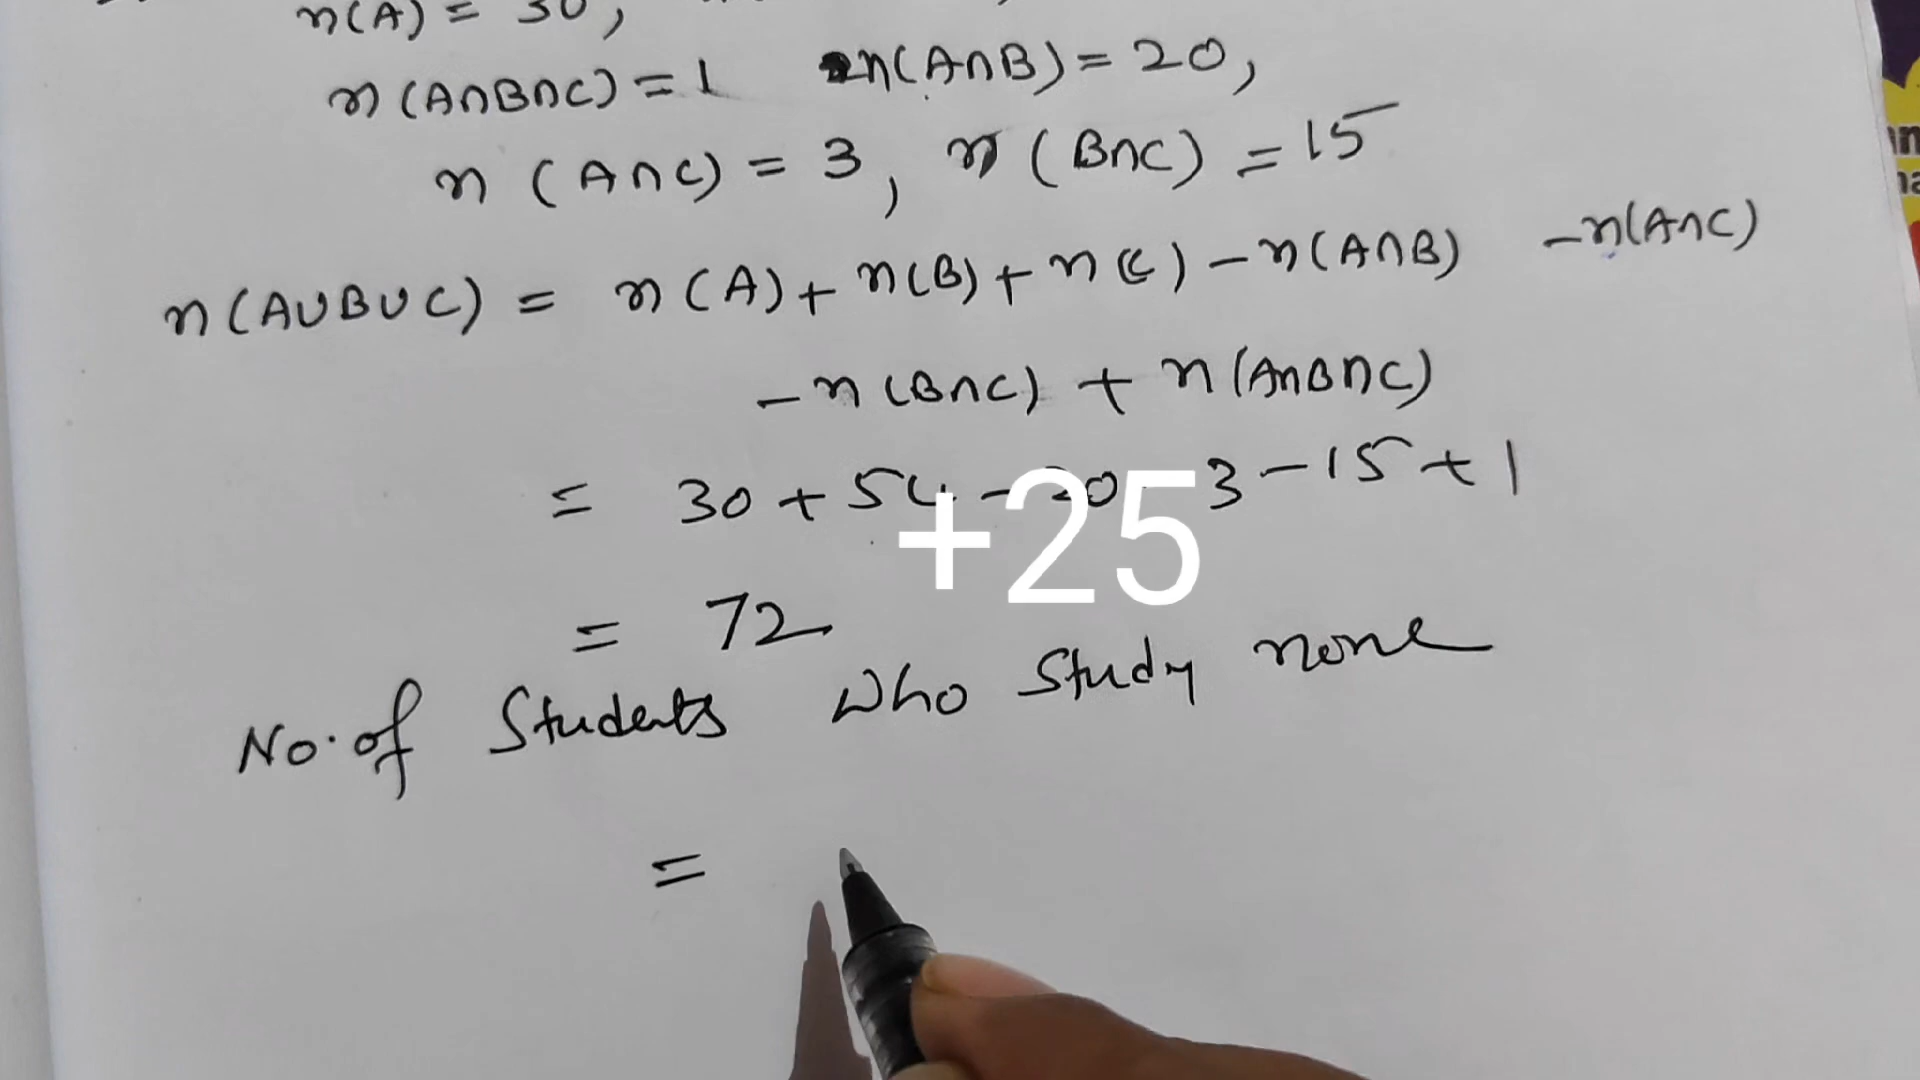 n(A) = 30,
n(A∩B∩C) = 1 n(A∩B) = 20,
n(A∩C) = 3, n(B∩C) = 15
n(A∪B∪C) = n(A) + n(B) + n(C) - n(A∩B) - n(A∩C)
- n(B∩C) + n(A∩B∩C)
= 30 + 54 - 20 - 3 - 15 + 1
+25
= 72
No. of Students Who Study none
=